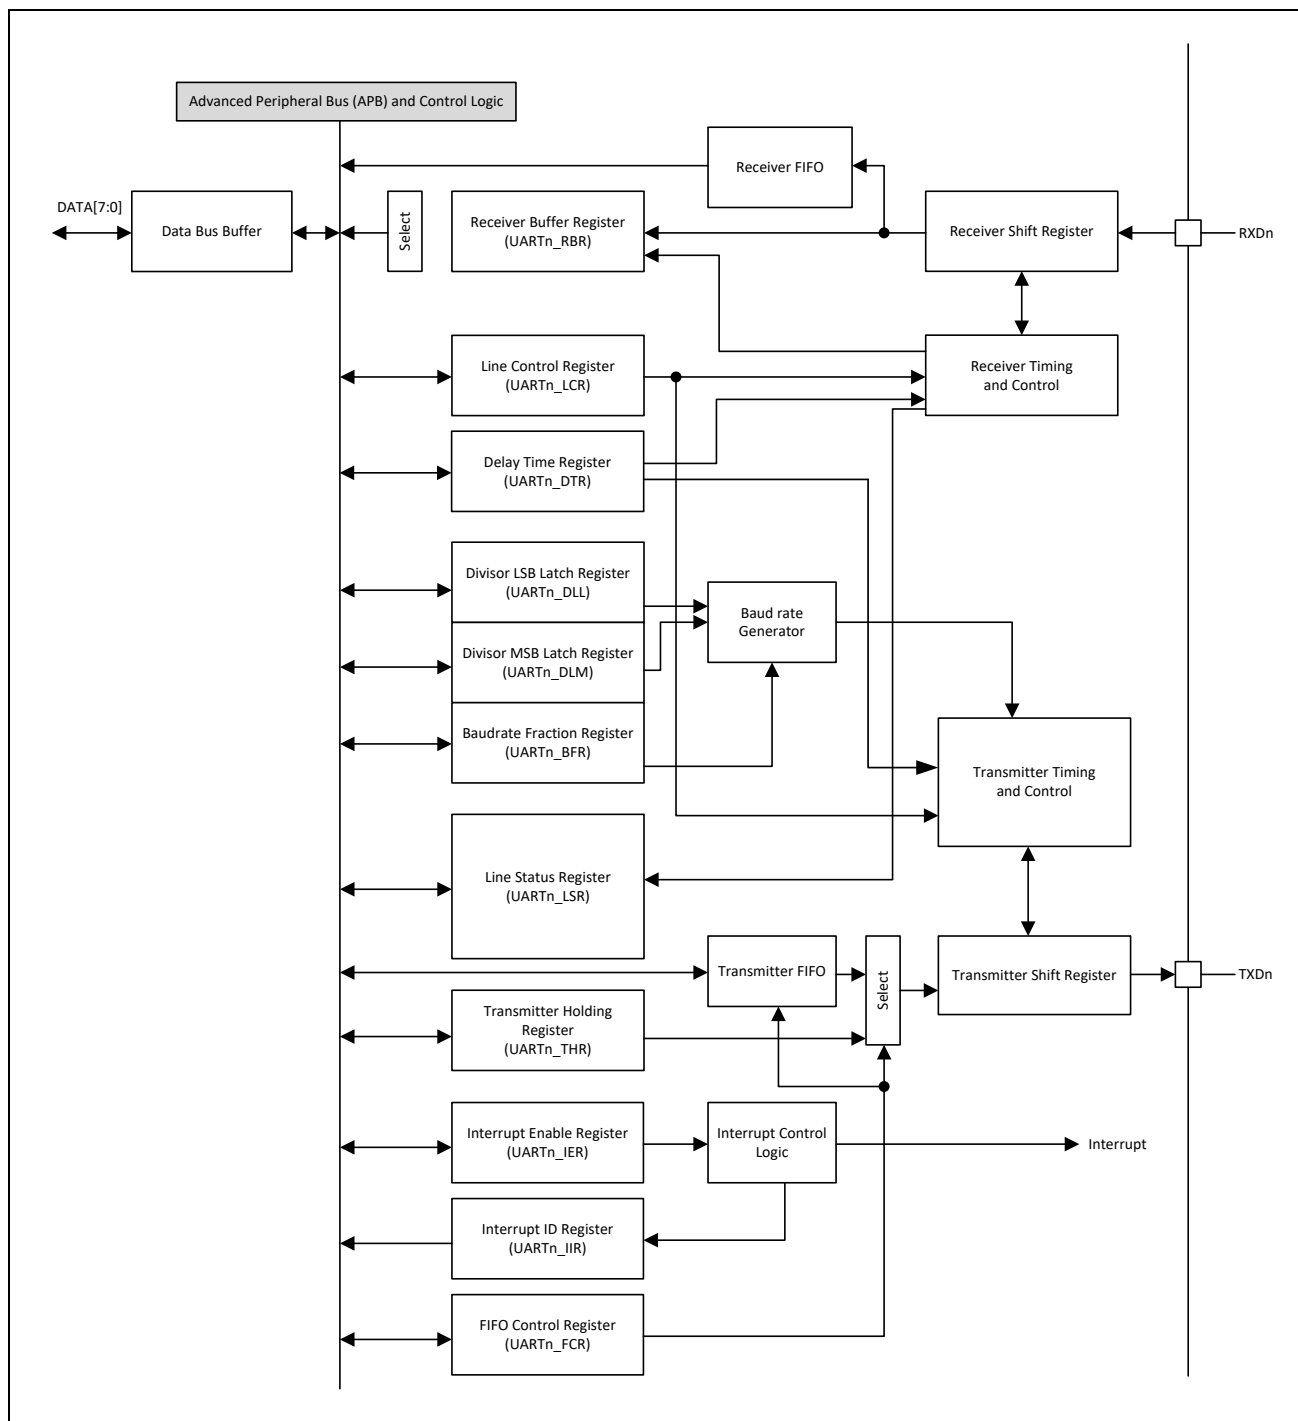 Advanced Peripheral Bus (APB) and Control Logic
Receiver FIFO
DATA[7:0]
Data Bus Buffer
Select
Receiver Buffer Register
(UARTn_RBR)
Receiver Shift Register
RXDn
Line Control Register
(UARTn_LCR)
Receiver Timing
and Control
Delay Time Register
(UARTn_DTR)
Divisor LSB Latch Register
(UARTn_DLL)
Baud rate
Generator
Divisor MSB Latch Register
(UARTn_DLM)
Baudrate Fraction Register
(UARTn_BFR)
Transmitter Timing
and Control
Line Status Register
(UARTn_LSR)
Transmitter FIFO
Select
Transmitter Shift Register
TXDn
Transmitter Holding
Register
(UARTn_THR)
Interrupt Enable Register
(UARTn_IER)
Interrupt Control
Logic
Interrupt
Interrupt ID Register
(UARTn_IIR)
FIFO Control Register
(UARTn_FCR)